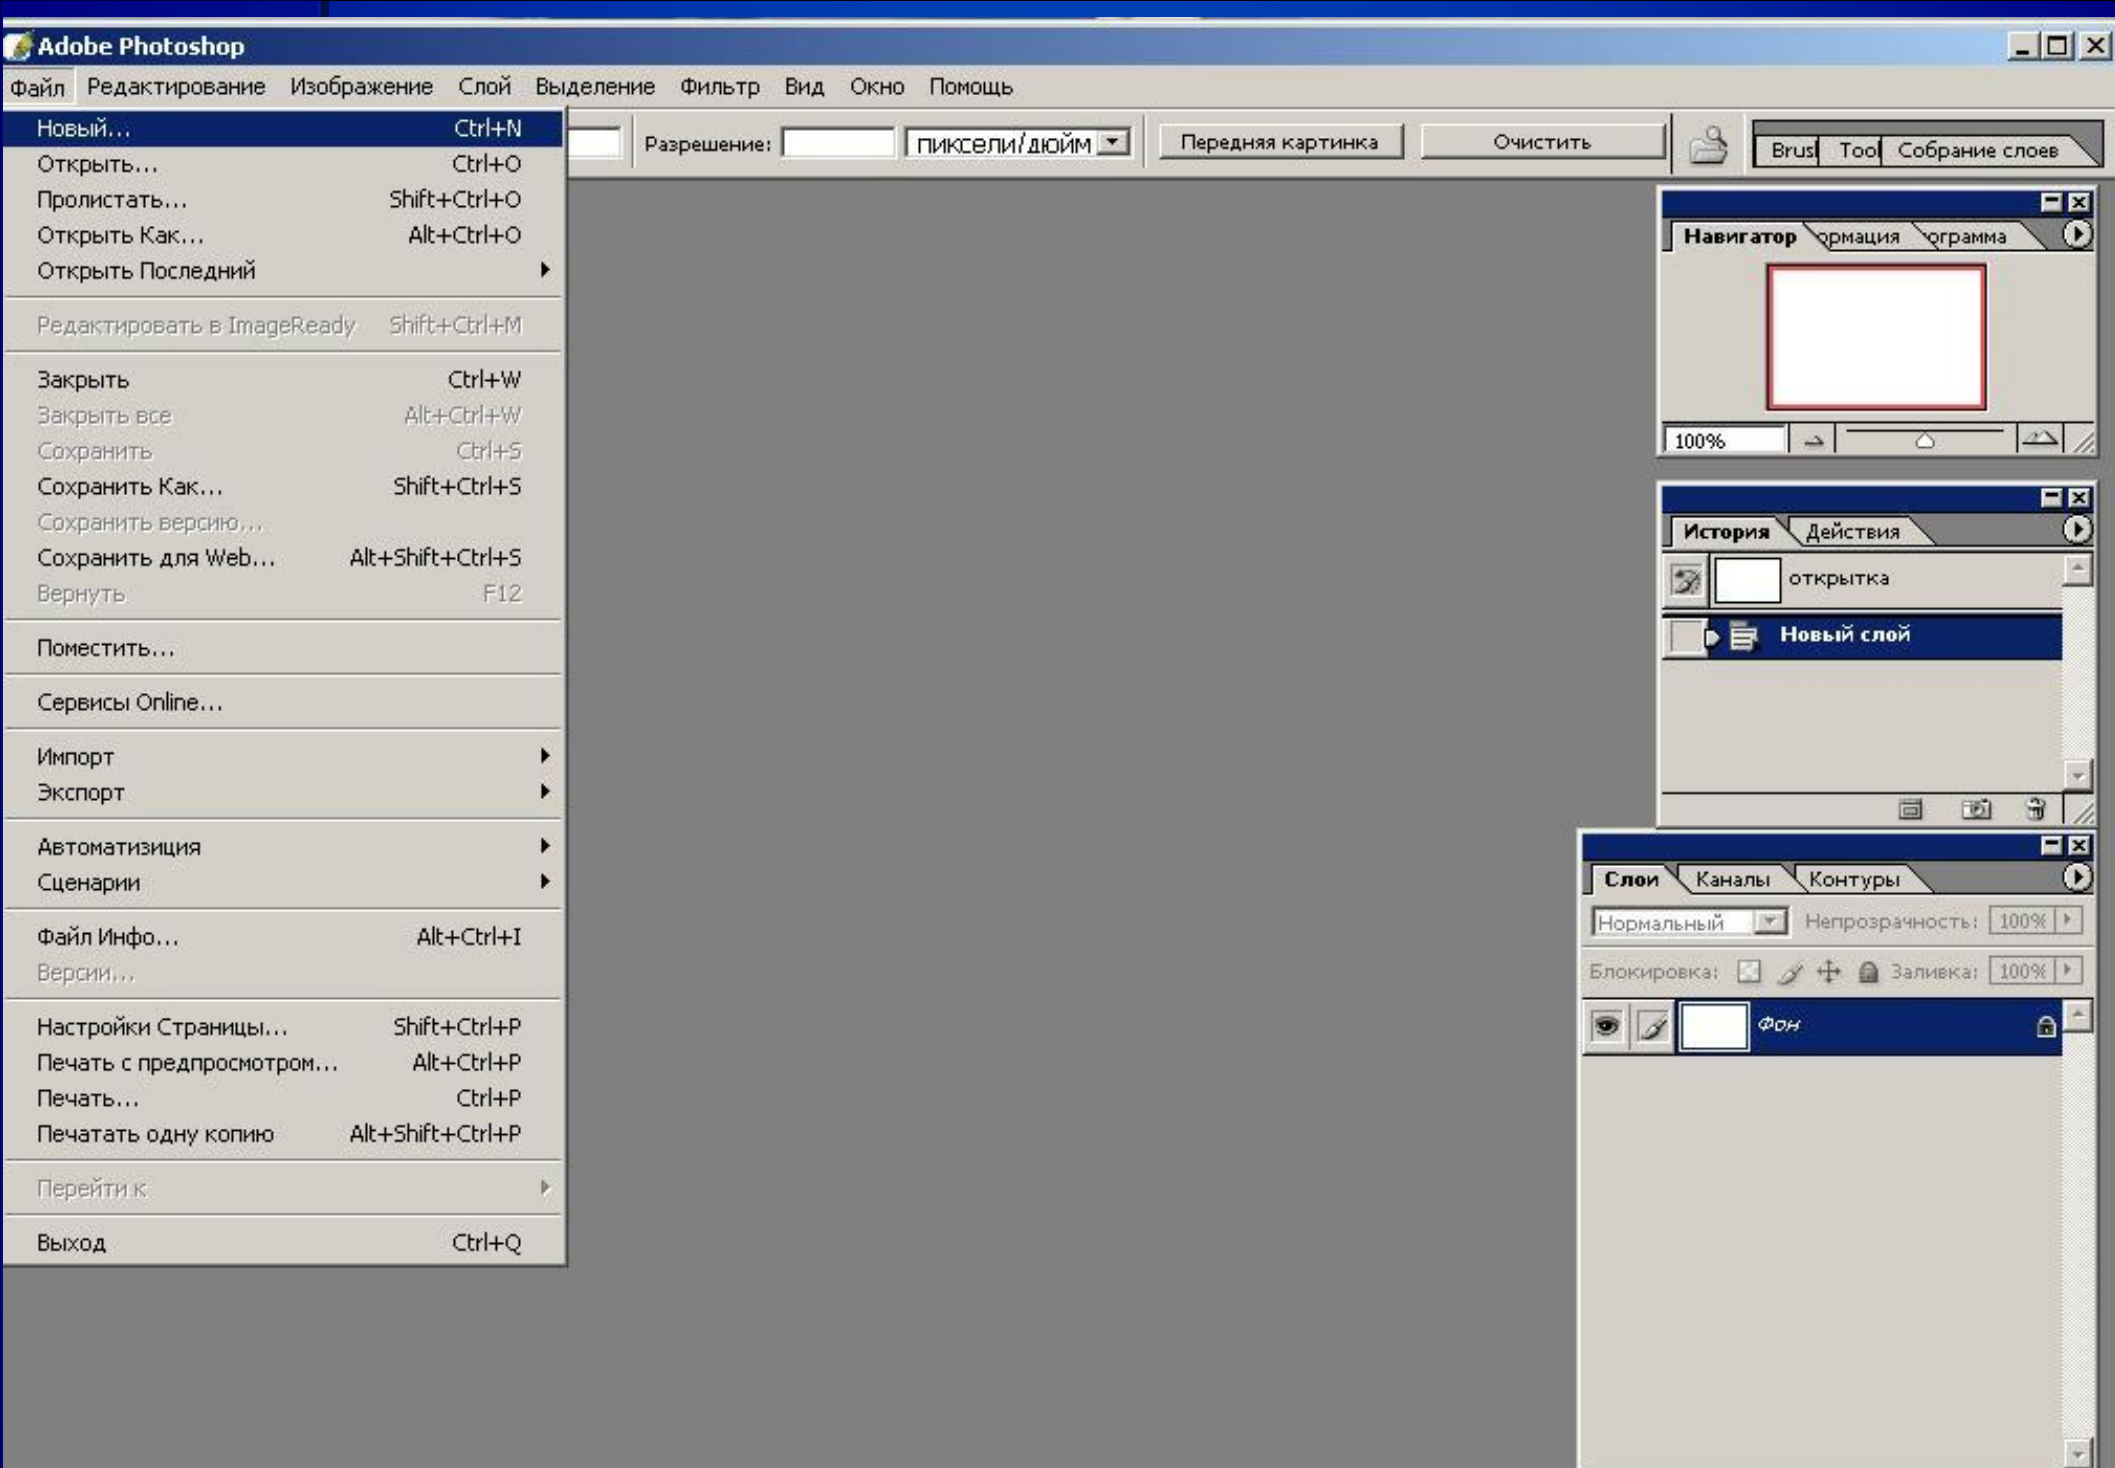 Adobe Photoshop
Файл Редактирование Изображение Слой Выделение Фильтр Вид Окно Помощь
Разрешение: пиксели/дюйм Передняя картинка Очистить Brus Tool Собрание слоев
Новый... Ctrl+N
Открыть... Ctrl+O
Пролистать... Shift+Ctrl+O
Открыть Как... Alt+Ctrl+O
Открыть Последний
Редактировать в ImageReady Shift+Ctrl+M
Закрыть Ctrl+W
Закрыть все Alt+Ctrl+W
Сохранить Ctrl+S
Сохранить Как... Shift+Ctrl+S
Сохранить версию...
Сохранить для Web... Alt+Shift+Ctrl+S
Вернуть F12
Поместить...
Сервисы Online...
Импорт
Экспорт
Автоматизиция
Сценарии
Файл Инфо... Alt+Ctrl+I
Версии...
Настройки Страницы... Shift+Ctrl+P
Печать с предпросмотром... Alt+Ctrl+P
Печать... Ctrl+P
Печатать одну копию Alt+Shift+Ctrl+P
Перейти к
Выход Ctrl+Q
Навигатор ормация ограмма
100%
История Действия
открытка
Новый слой
Слои Каналы Контуры
Нормальный Непрозрачность: 100%
Блокировка: Заливка: 100%
Фон